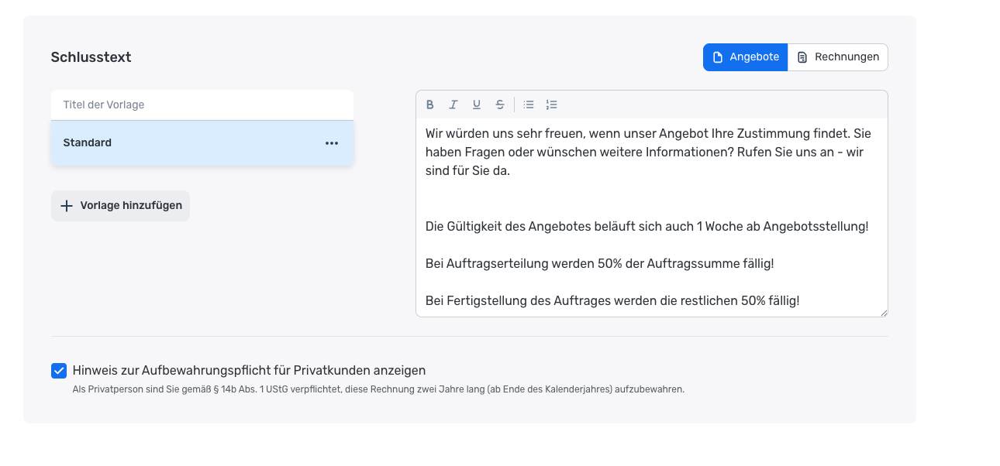 Schlusstext
Angebote
Rechnungen
Titel der Vorlage
Standard
Vorlage hinzufügen
B I U S
Wir würden uns sehr freuen, wenn unser Angebot Ihre Zustimmung findet. Sie
haben Fragen oder wünschen weitere Informationen? Rufen Sie uns an - wir
sind für Sie da.
Die Gültigkeit des Angebotes beläuft sich auch 1 Woche ab Angebotsstellung!
Bei Auftragserteilung werden 50% der Auftragssumme fällig!
Bei Fertigstellung des Auftrages werden die restlichen 50% fällig!
Hinweis zur Aufbewahrungspflicht für Privatkunden anzeigen
Als Privatperson sind Sie gemäß § 14b Abs. 1 UStG verpflichtet, diese Rechnung zwei Jahre lang (ab Ende des Kalenderjahres) aufzubewahren.